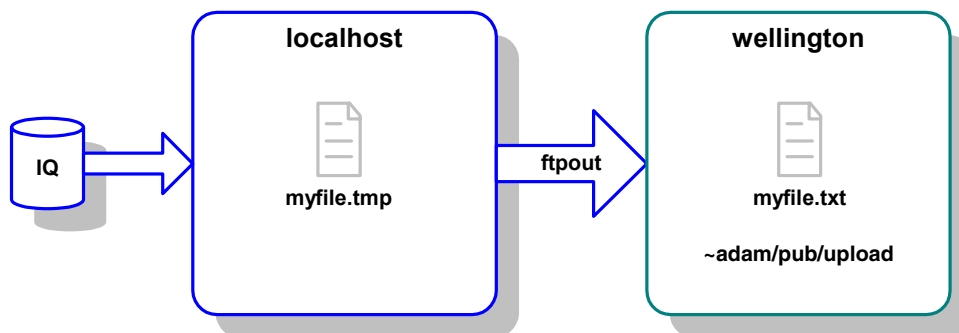 localhost
wellington
IQ
ftpout
myfile.tmp
myfile.txt
~adam/pub/upload